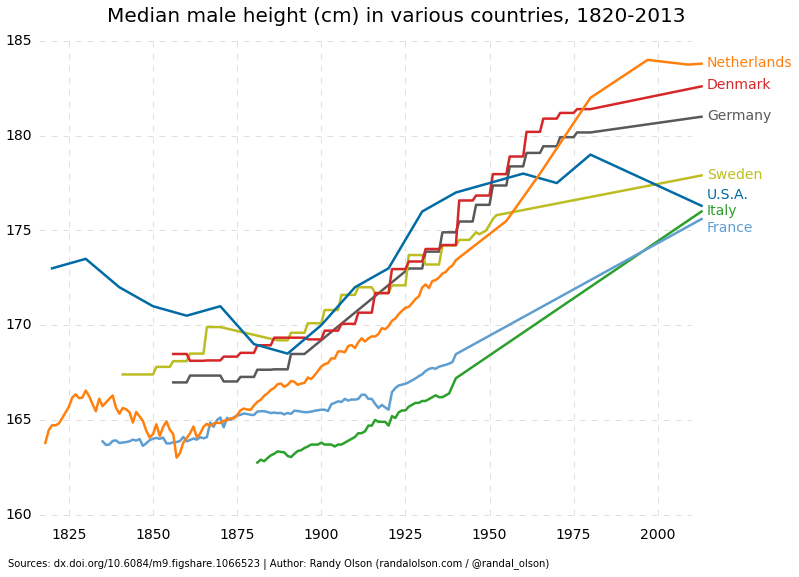 Median male height (cm) in various countries, 1820-2013
185
180
175
170
165
160
Netherlands
Denmark
Germany
Sweden
U.S.A.
Italy
France
1825 1850 1875 1900 1925 1950 1975 2000
Sources: dx.doi.org/10.6084/m9.figshare.1066523 | Author: Randy Olson (randalolson.com / @randal_olson)